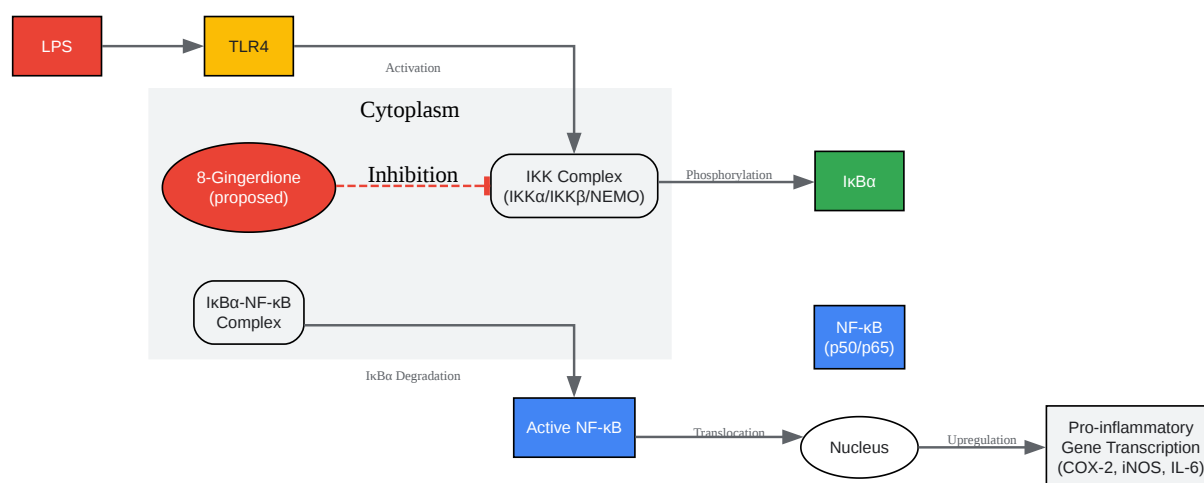 LPS
TLR4
Activation
Cytoplasm
8-Gingerdione
(proposed)
Inhibition
IKK Complex
(IKKα/IKKβ/NEMO)
Phosphorylation
IκBα
IκBα-NF-κB
Complex
NF-κB
(p50/p65)
IκBα Degradation
Active NF-κB
Translocation
Nucleus
Upregulation
Pro-inflammatory
Gene Transcription
(COX-2, iNOS, IL-6)